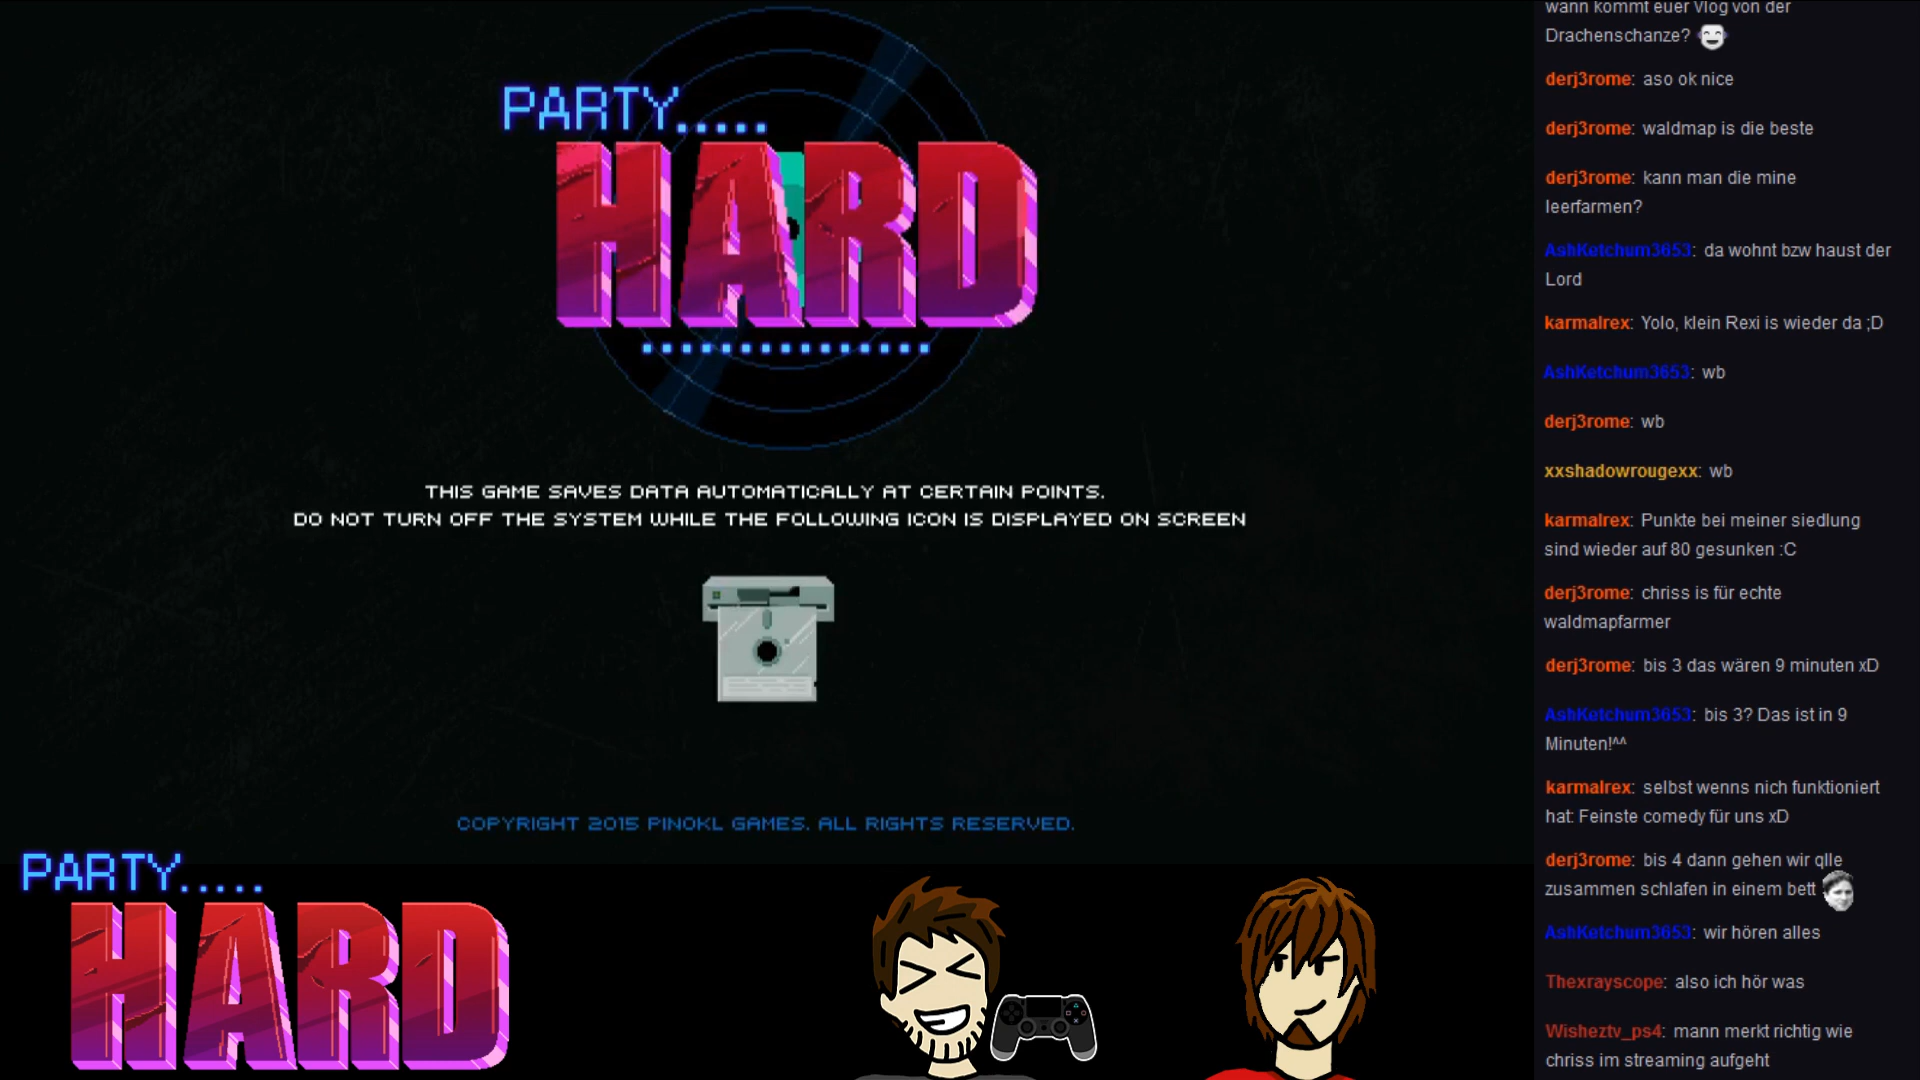 PARTY.....
HARD
THIS GAME SAVES DATA AUTOMATICALLY AT CERTAIN POINTS.
DO NOT TURN OFF THE SYSTEM WHILE THE FOLLOWING ICON IS DISPLAYED ON SCREEN
COPYRIGHT 2015 PINOKL GAMES. ALL RIGHTS RESERVED.
PARTY.....
HARD
wann kommt euer Vlog von der
Drachenschanze?
derj3rome: aso ok nice
derj3rome: waldmap is die beste
derj3rome: kann man die mine
leerfarmen?
AshKetchum3653: da wohnt bzw haust der
Lord
karmalrex: Yolo, klein Rexi is wieder da ;D
AshKetchum3653: wb
derj3rome: wb
xxshadowrougexx: wb
karmalrex: Punkte bei meiner siedlung
sind wieder auf 80 gesunken :C
derj3rome: chriss is für echte
waldmapfarmer
derj3rome: bis 3 das wären 9 minuten xD
AshKetchum3653: bis 3? Das ist in 9
Minuten!^^
karmalrex: selbst wenns nich funktioniert
hat: Feinste comedy für uns xD
derj3rome: bis 4 dann gehen wir qlle
zusammen schlafen in einem bett
AshKetchum3653: wir hören alles
Thexrayscope: also ich hör was
Wisheztv_ps4: mann merkt richtig wie
chriss im streaming aufgeht